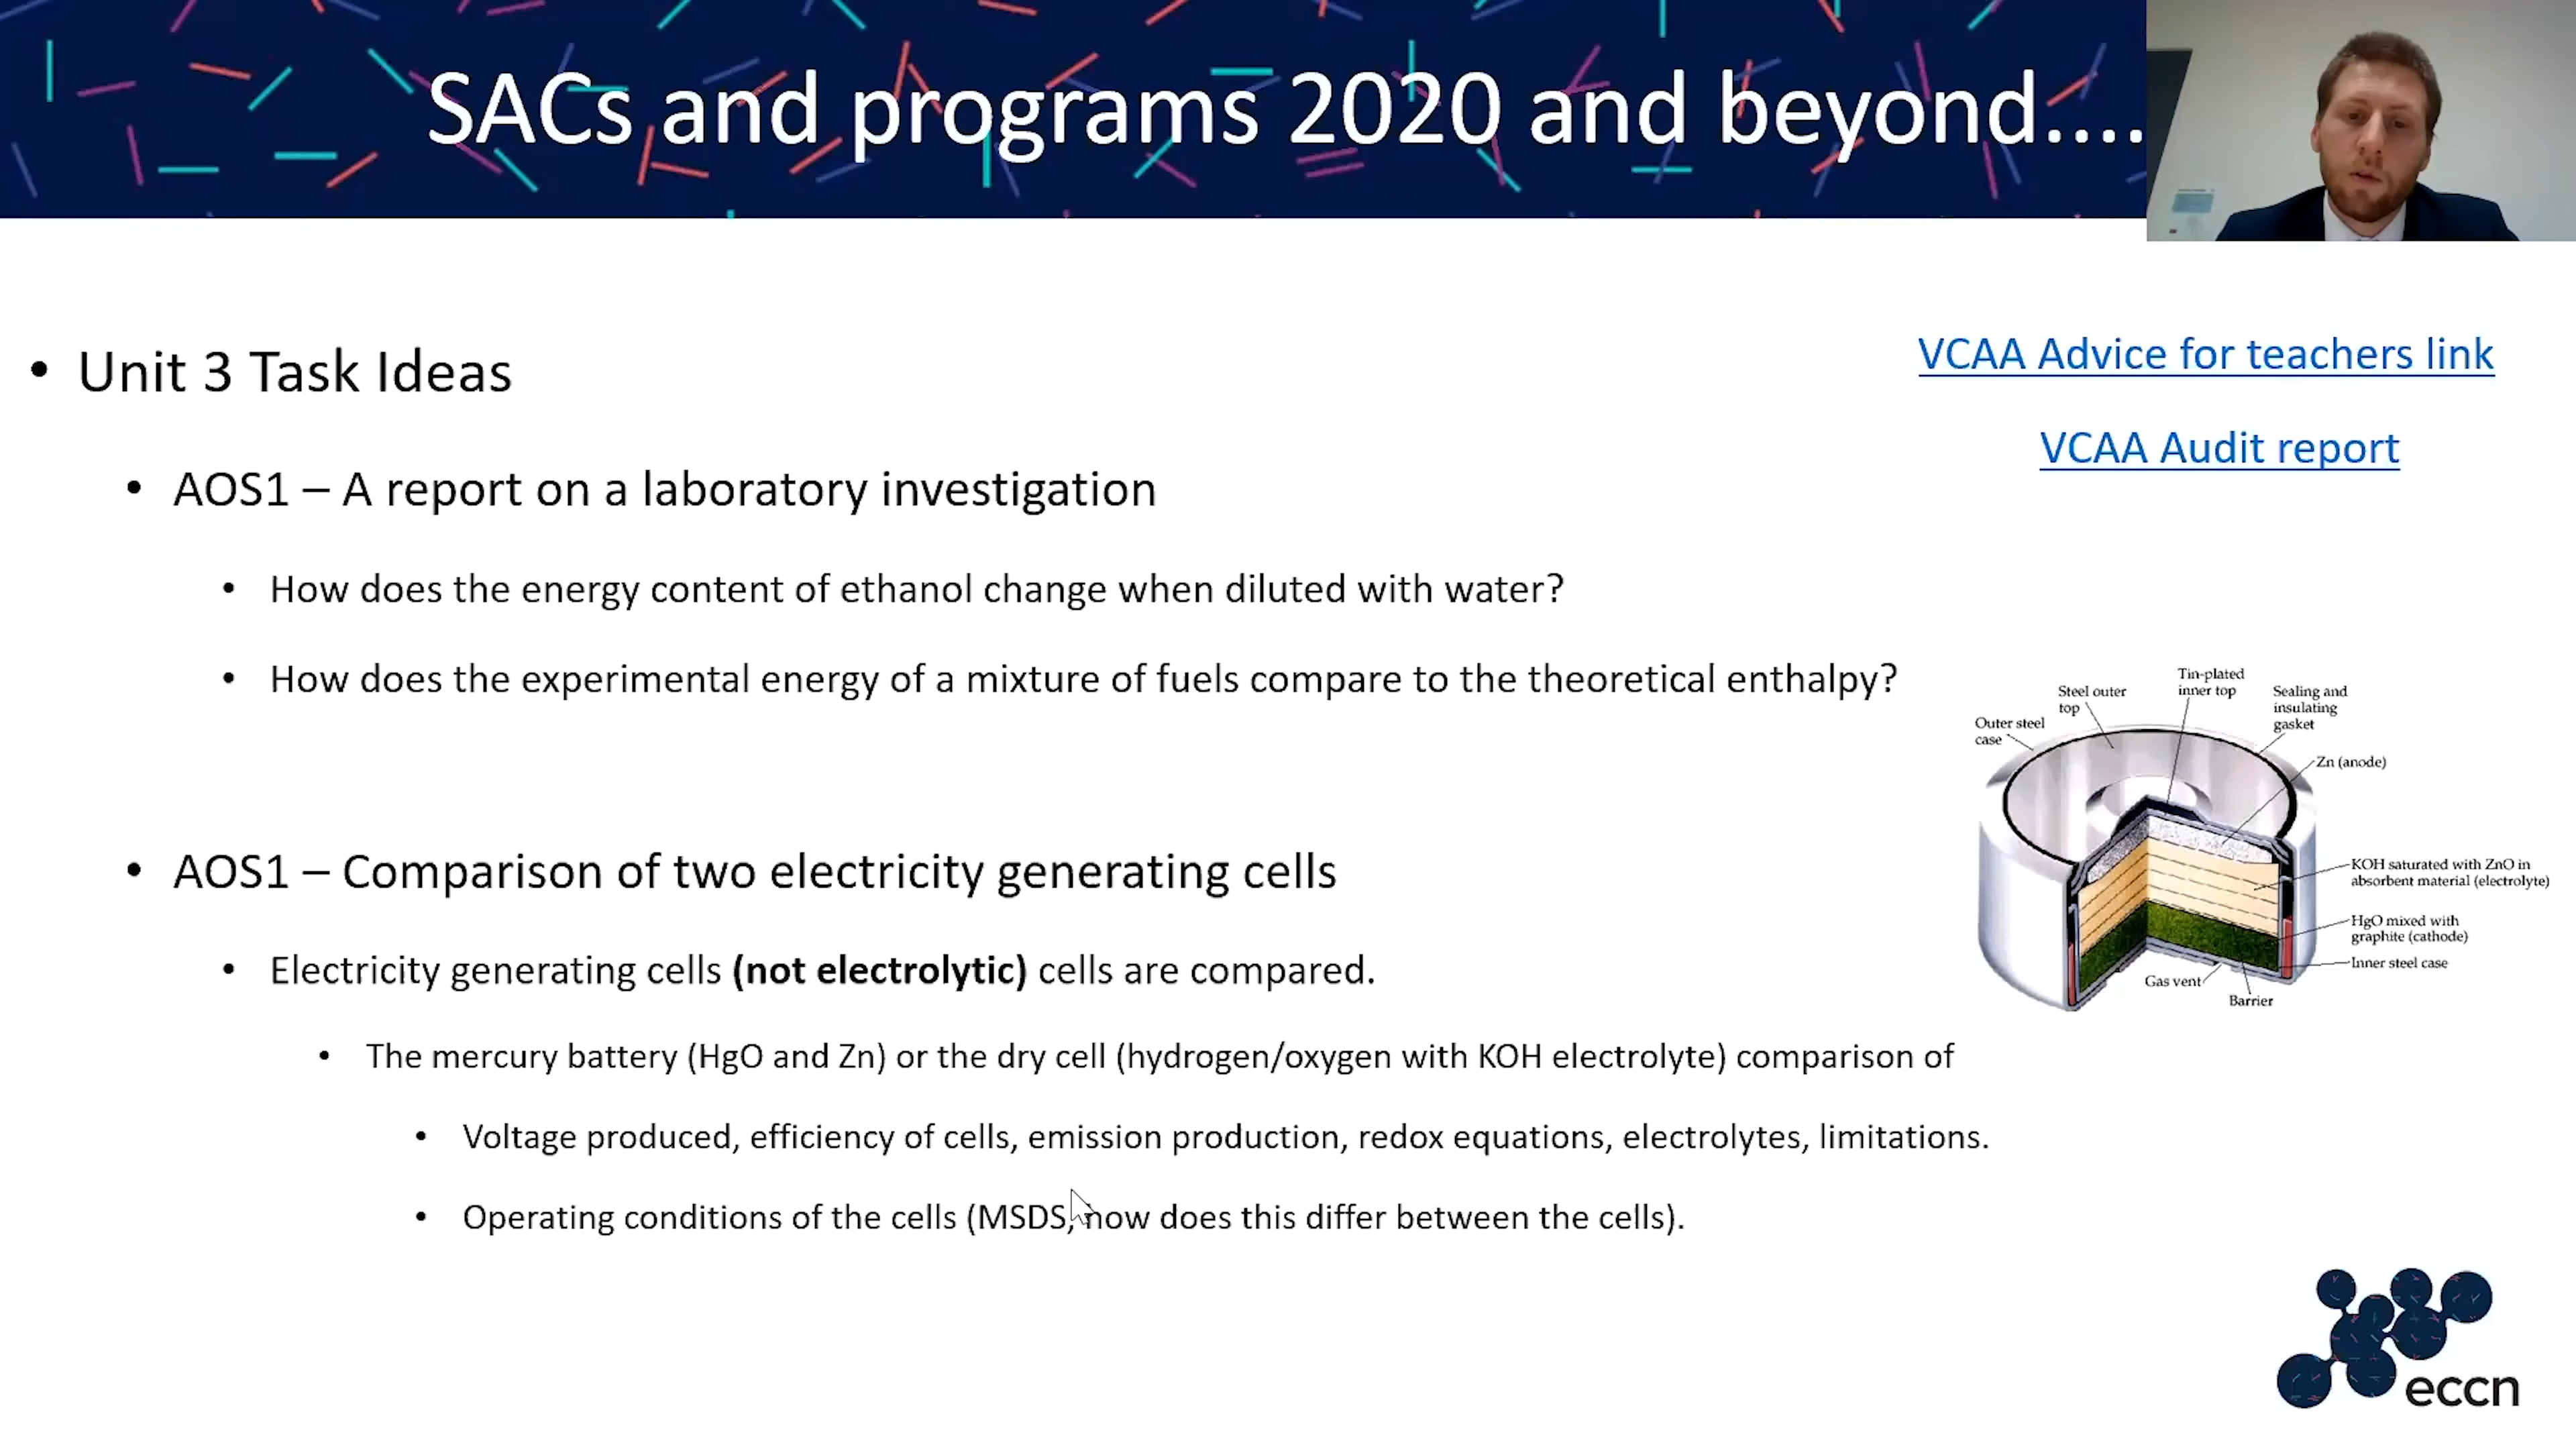 SACs and programs 2020 and beyond....
• Unit 3 Task Ideas
VCAA Advice for teachers link
VCAA Audit report
• AOS1 – A report on a laboratory investigation
• How does the energy content of ethanol change when diluted with water?
• How does the experimental energy of a mixture of fuels compare to the theoretical enthalpy?
Outer steel
case
Steel outer
top
Tin-plated
inner top
Sealing and
insulating
gasket
Zn (anode)
KOH saturated with ZnO in
absorbent material (electrolyte)
HgO mixed with
graphite (cathode)
Inner steel case
Gas vent
Barrier
• AOS1 – Comparison of two electricity generating cells
• Electricity generating cells (not electrolytic) cells are compared.
• The mercury battery (HgO and Zn) or the dry cell (hydrogen/oxygen with KOH electrolyte) comparison of
• Voltage produced, efficiency of cells, emission production, redox equations, electrolytes, limitations.
• Operating conditions of the cells (MSDS, how does this differ between the cells).
eccn